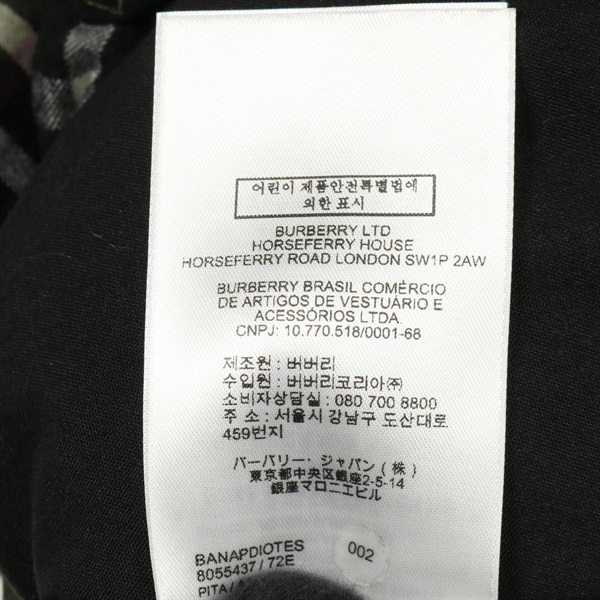 어린이 제품안전특별법에
의한 표시
BURBERRY LTD
HORSEFERRY HOUSE
HORSEFERRY ROAD LONDON SW1P 2AW
BURBERRY BRASIL COMÉRCIO
DE ARTIGOS DE VESTUÁRIO E
ACESSÓRIOS LTDA.
CNPJ: 10.770.518/0001-68
제조원 : 버버리
수입원 : 버버리코리아㈜
소비자상담실 : 080 700 8800
주 소 : 서울시 강남구 도산대로
459번지
バーバリー・ジャパン(株)
東京都中央区銀座2-5-14
銀座マロニエビル
BANAPDIOTES
002
8055437 / 72E
PITA /